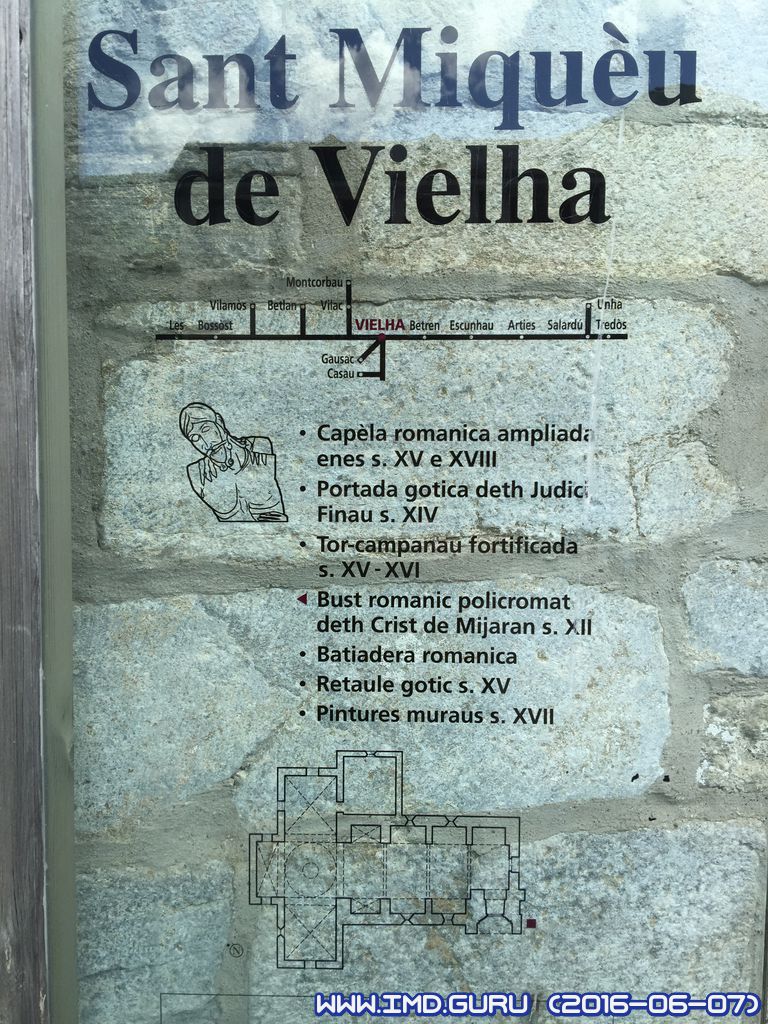 Sant Miquèu
de Vielha
Montcorbau
Vilamòs Betlan Vilac Unha
Les Bossòst VIELHA Betren Escunhau Arties Salardú Tredòs
Gausac
Casau
• Capèla romanica ampliada
enes s. XV e XVIII
• Portada gotica deth Judici
Finau s. XIV
• Tor-campanau fortificada
s. XV - XVI
Bust romanic policromat
deth Crist de Mijaran s. XII
• Batiadera romanica
• Retaule gotic s. XV
• Pintures muraus s. XVII
N
WWW.IMD.GURU (2016-06-07)